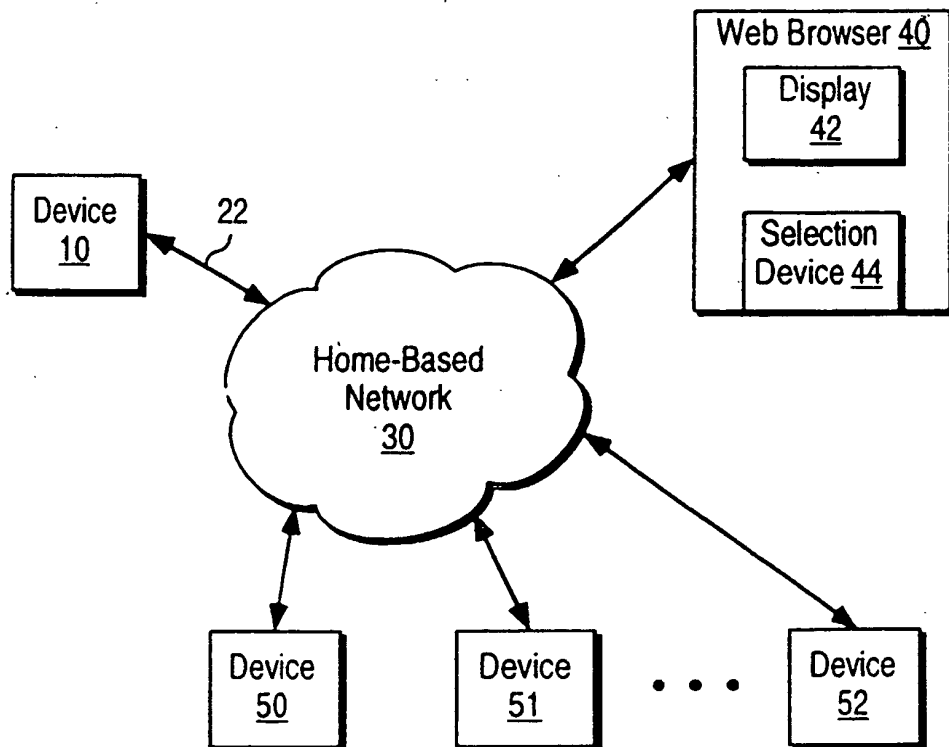 Web Browser 40
Display
42
Selection
Device 44
Device
10
22
Home-Based
Network
30
Device
50
Device
51
• • •
Device
52